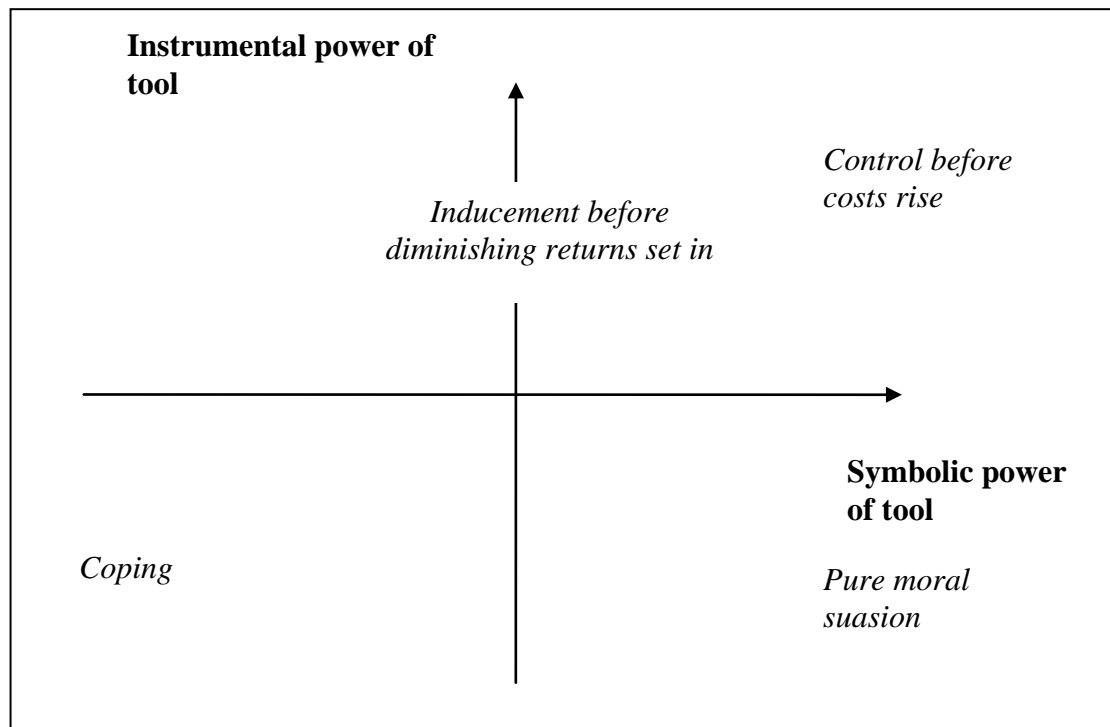 Instrumental power of
tool
Control before
costs rise
Inducement before
diminishing returns set in
Symbolic power
of tool
Coping
Pure moral
suasion